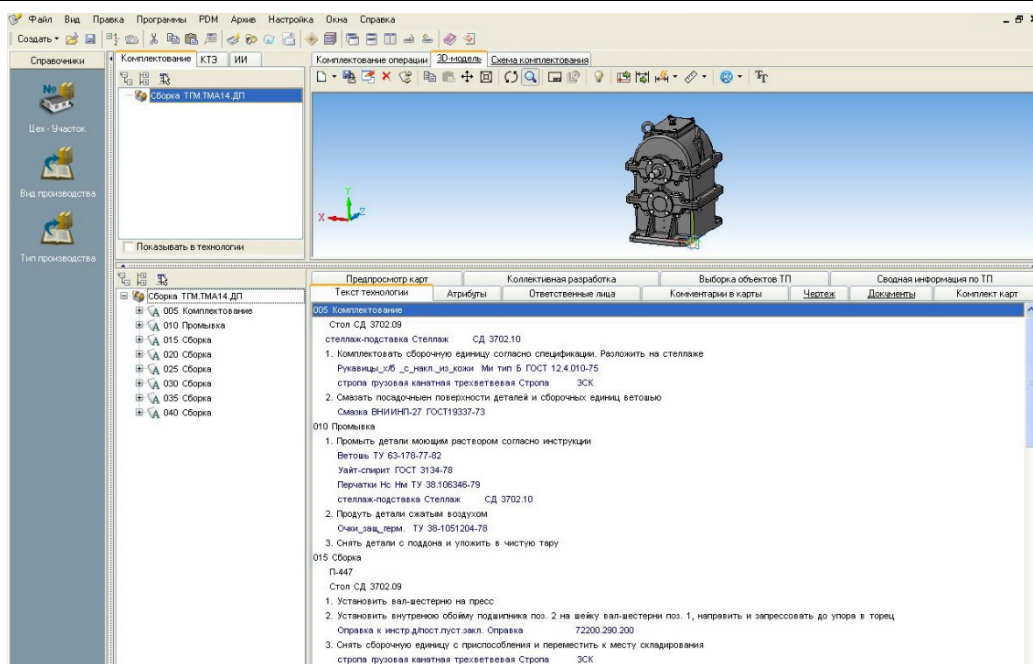 Файл Вид Правка Программы PDM Архив Настройка Окна Справка
Создать
Справочники
Комплектование КТЭ ИИ
Комплектование операции 3D-модель Схема комплектования
Сборка ТПМ.ТМА14.ДП
Цех - Участок
Вид производства
Тип производства
Y
X
Z
Показывать в технологии
Предпросмотр карт Коллективная разработка Выборка объектов ТП Сводная информация по ТП
Текст технологии Атрибуты Ответственные лица Комментарии в карты Чертеж Документы Комплект карт
Сборка ТПМ.ТМА14.ДП
005 Комплектование
010 Промывка
015 Сборка
020 Сборка
025 Сборка
030 Сборка
035 Сборка
040 Сборка
005 Комплектование
Стол СД 3702.09
стеллаж-подставка Стеллаж СД 3702.10
1. Комплектовать сборочную единицу согласно спецификации. Разложить на стеллаже
Рукавицы_х/б _с_накл._из_кожи Ми тип Б ГОСТ 12.4.010-75
стропа грузовая канатная трехветвевая Стропа 3СК
2. Смазать посадочныен поверхности деталей и сборочных единиц ветошью
Смазка ВНИИНП-27 ГОСТ19337-73
010 Промывка
1. Промыть детали моющим раствором согласно инструкции
Ветошь ТУ 63-178-77-82
Уайт-спирит ГОСТ 3134-78
Перчатки Нс Нм ТУ 38.106346-79
стеллаж-подставка Стеллаж СД 3702.10
2. Продуть детали сжатым воздухом
Очки_защ_герм. ТУ 38-1051204-78
3. Снять детали с поддона и уложить в чистую тару
015 Сборка
П-447
Стол СД 3702.09
1. Установить вал-шестерню на пресс
2. Установить внутреннюю обойму подшипника поз. 2 на шейку вал-шестерни поз. 1, направить и запрессовать до упора в торец
Оправка к инстр.д/пост.пуст.закл. Оправка 72200.290.200
3. Снять сборочную единицу с приспособления и переместить к месту складирования
стропа грузовая канатная трехветвевая Стропа 3СК